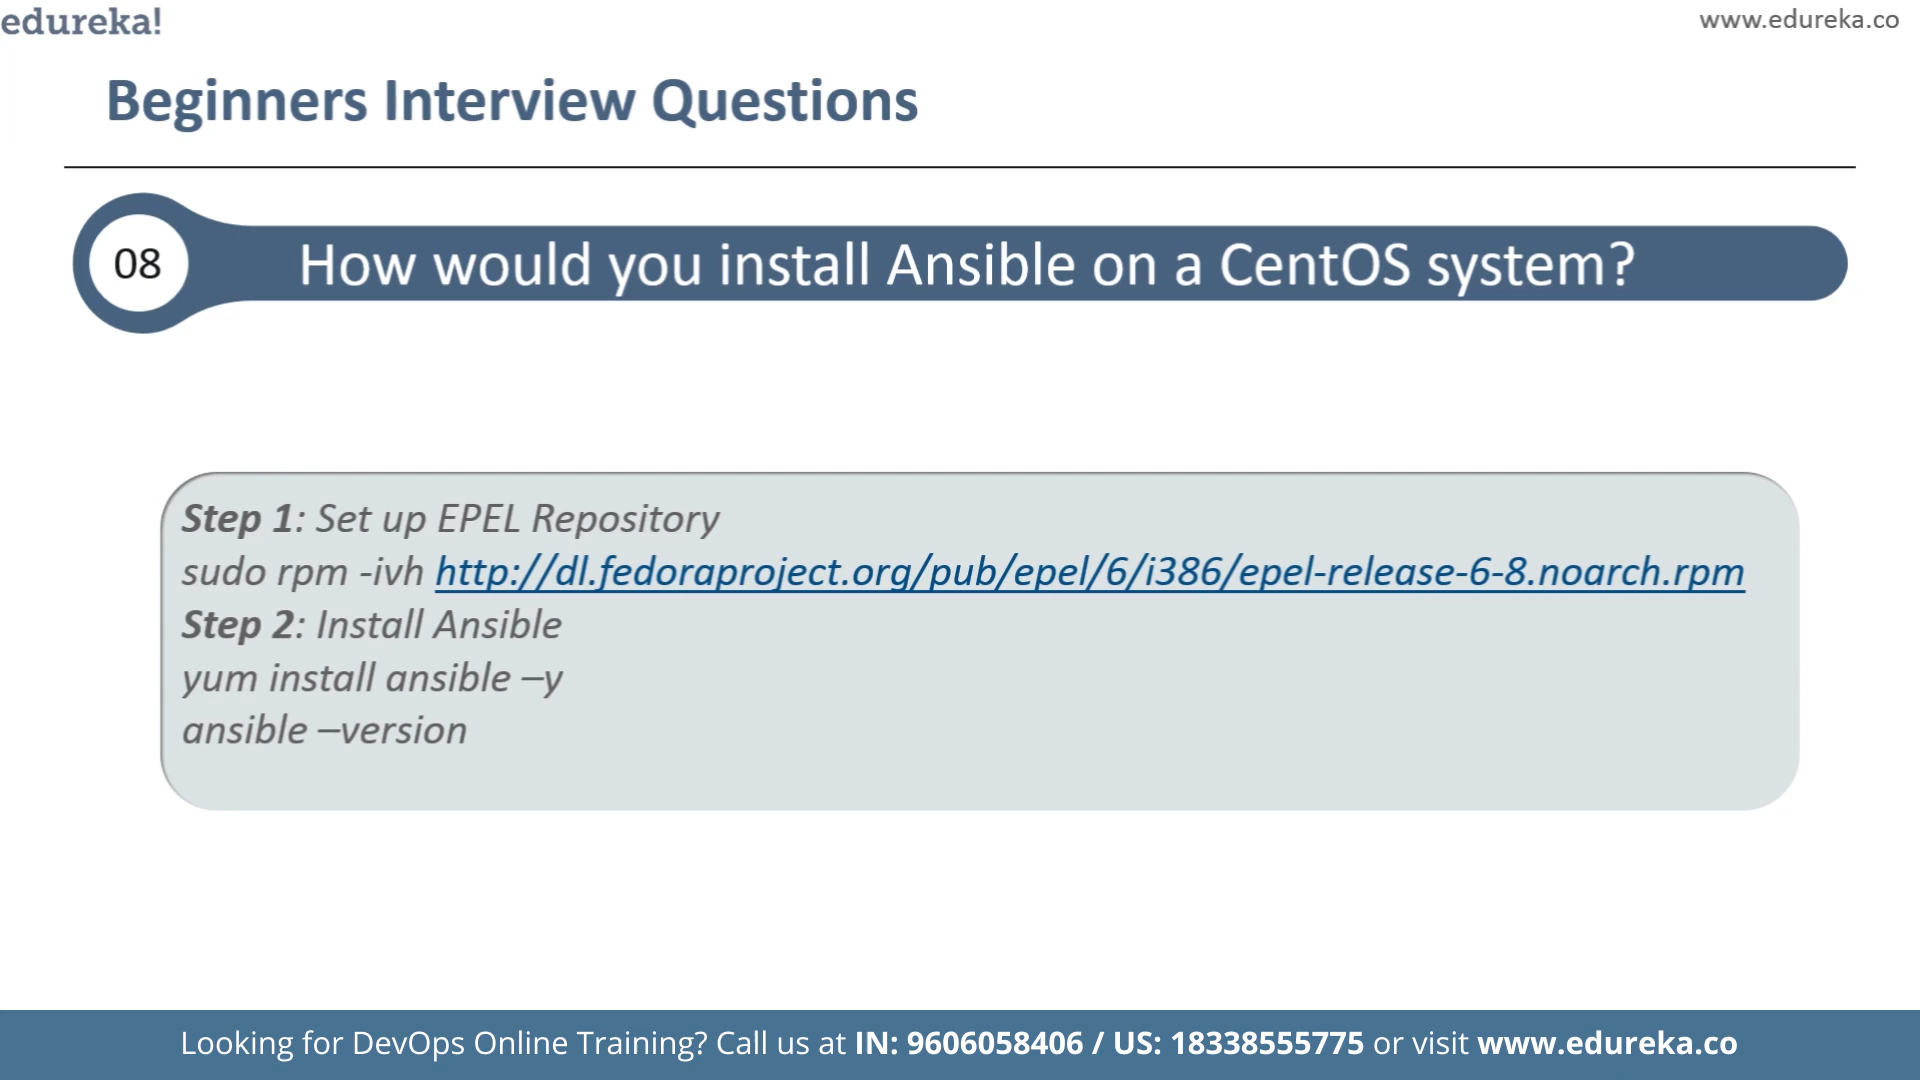 edureka!
www.edureka.co
Beginners Interview Questions
08
How would you install Ansible on a CentOS system?
Step 1: Set up EPEL Repository
sudo rpm -ivh http://dl.fedoraproject.org/pub/epel/6/i386/epel-release-6-8.noarch.rpm
Step 2: Install Ansible
yum install ansible –y
ansible –version
Looking for DevOps Online Training? Call us at IN: 9606058406 / US: 18338555775 or visit www.edureka.co